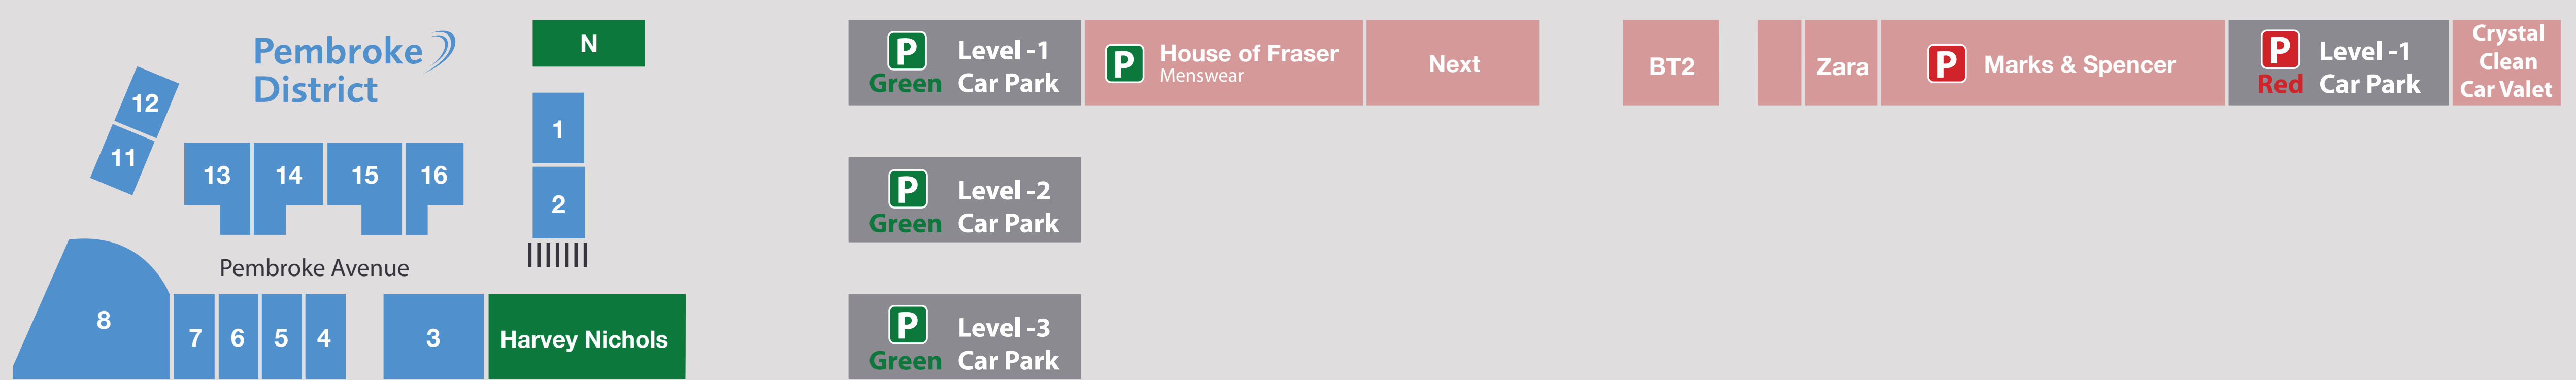 Pembroke
District
N
12
11
13
14
15
16
1
2
Pembroke Avenue
8
7
6
5
4
3
Harvey Nichols
P
Green
Level -1
Car Park
P
House of Fraser
Menswear
Next
BT2
Zara
P
Marks & Spencer
P
Red
Level -1
Car Park
Crystal
Clean
Car Valet
P
Green
Level -2
Car Park
P
Green
Level -3
Car Park